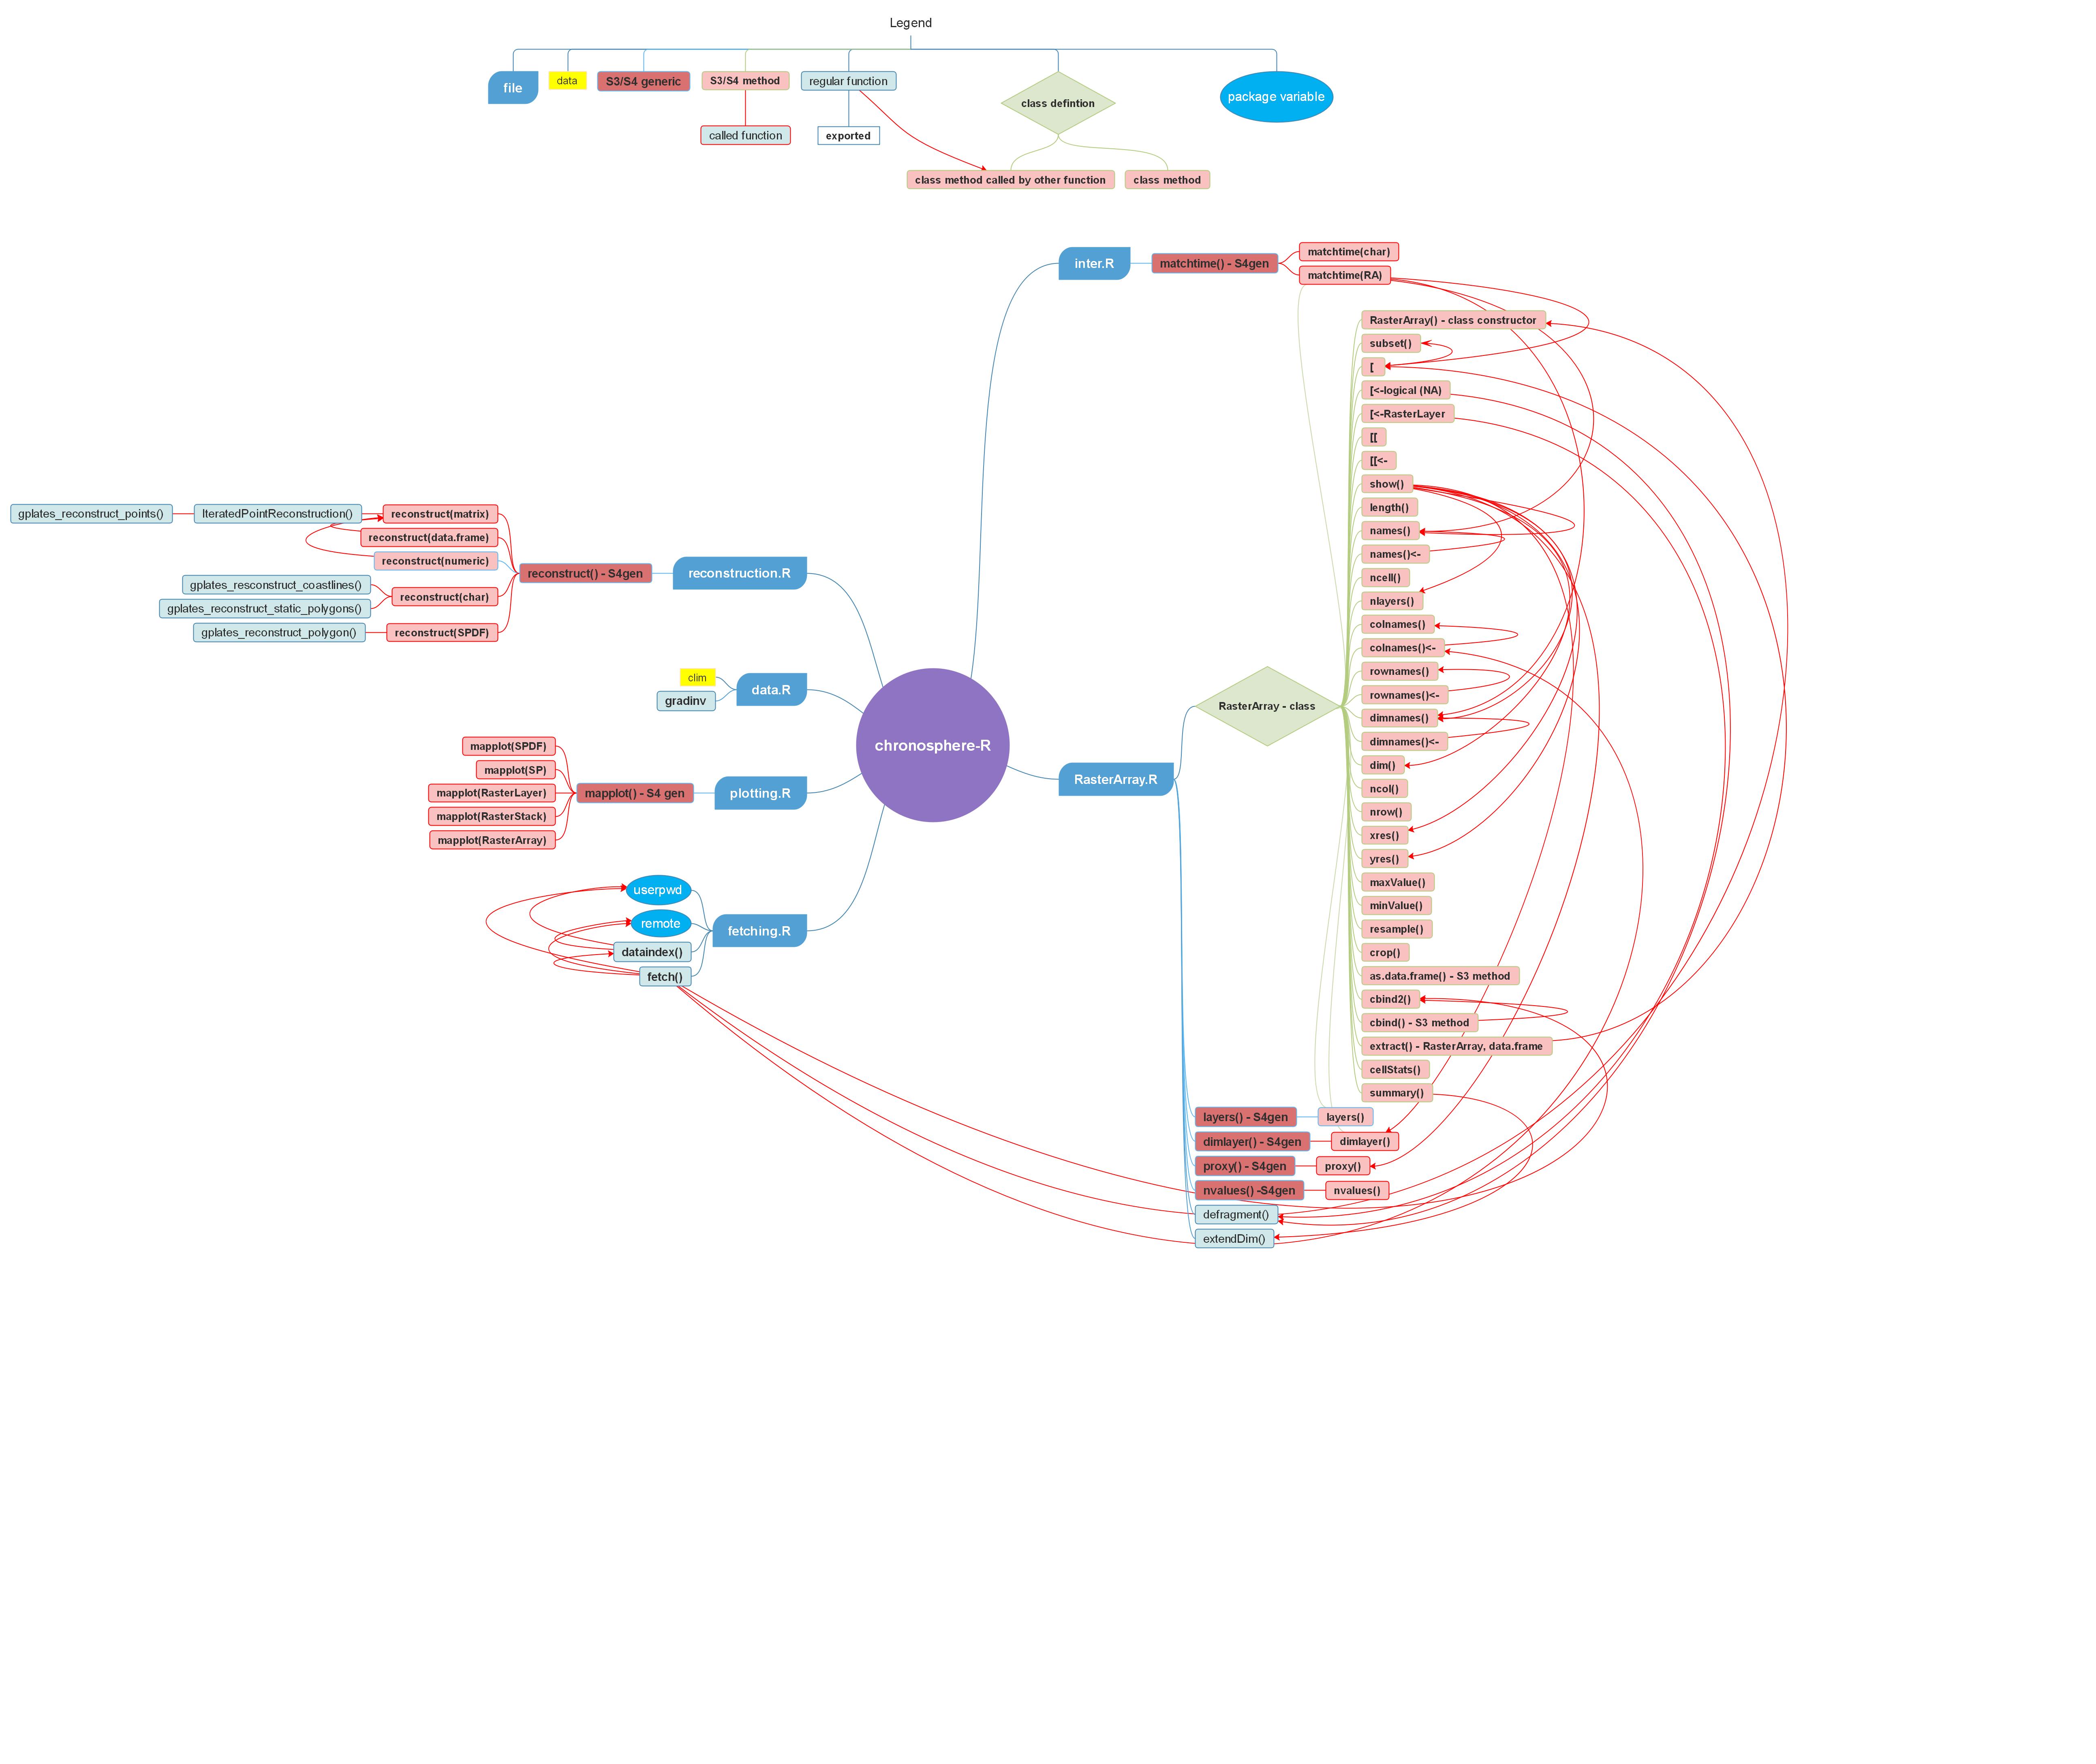 Legend
file
data
S3/S4 generic
S3/S4 method
regular function
class defintion
package variable
called function
exported
class method called by other function
class method
inter.R
matchtime() - S4gen
matchtime(char)
matchtime(RA)
RasterArray() - class constructor
subset()
[
[<-logical (NA)
[<-RasterLayer
[[
[[<-
show()
length()
names()
names()<-
ncell()
nlayers()
colnames()
colnames()<-
rownames()
rownames()<-
dimnames()
dimnames()<-
dim()
ncol()
nrow()
xres()
yres()
maxValue()
minValue()
resample()
crop()
as.data.frame() - S3 method
cbind2()
cbind() - S3 method
extract() - RasterArray, data.frame
cellStats()
summary()
RasterArray - class
RasterArray.R
layers() - S4gen
layers()
dimlayer() - S4gen
dimlayer()
proxy() - S4gen
proxy()
nvalues() -S4gen
nvalues()
defragment()
extendDim()
chronosphere-R
reconstruction.R
reconstruct() - S4gen
reconstruct(matrix)
IteratedPointReconstruction()
gplates_reconstruct_points()
reconstruct(data.frame)
reconstruct(numeric)
reconstruct(char)
gplates_resconstruct_coastlines()
gplates_reconstruct_static_polygons()
reconstruct(SPDF)
gplates_reconstruct_polygon()
data.R
clim
gradinv
plotting.R
mapplot() - S4 gen
mapplot(SPDF)
mapplot(SP)
mapplot(RasterLayer)
mapplot(RasterStack)
mapplot(RasterArray)
fetching.R
userpwd
remote
dataindex()
fetch()